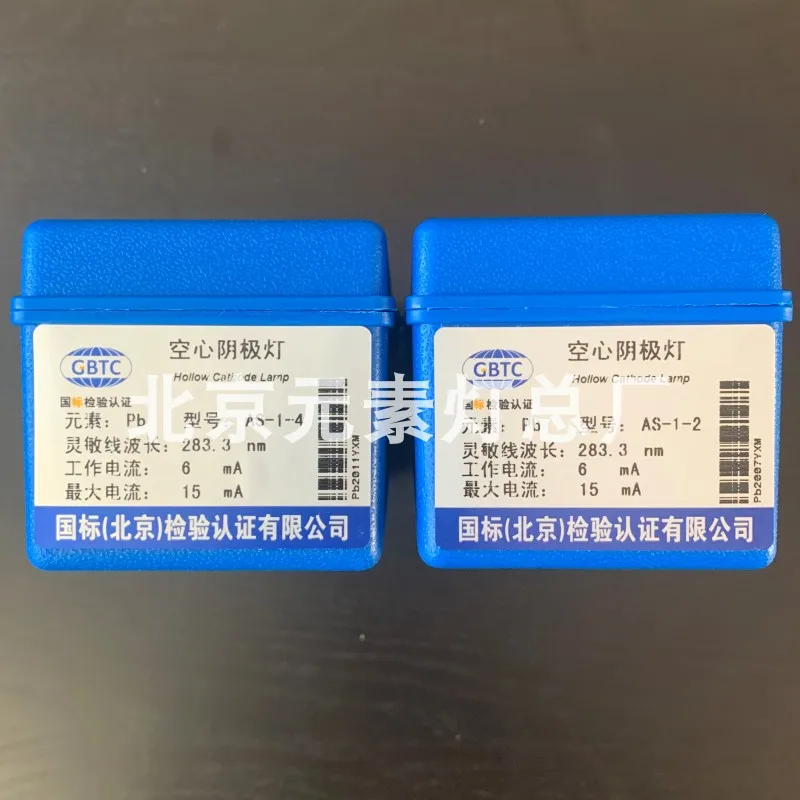 空心阴极灯
GBTC
Hollow Cathode Larnp
国标检验认证
元素: Pb 型号: AS-1-4
灵敏线波长: 283.3 nm
工作电流: 6 mA
最大电流: 15 mA
Pb2011YXM
国标(北京)检验认证有限公司
空心阴极灯
GBTC
Hollow Cathode Larnp
国标检验认证
元素: Pb 型号: AS-1-2
灵敏线波长: 283.3 nm
工作电流: 6 mA
最大电流: 15 mA
Pb2007YXM
国标(北京)检验认证有限公司
北京元素灯总厂